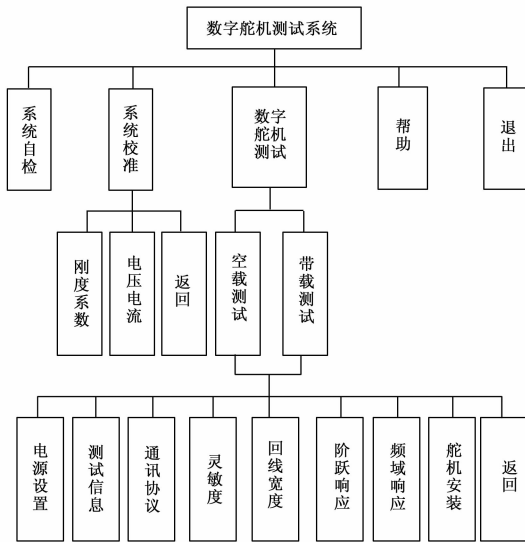 数字舵机测试系统
系统自检
系统校准
数字
舵机
测试
帮助
退出
刚度系数
电压电流
返回
空载测试
带载测试
电源设置
测试信息
通讯协议
灵敏度
回线宽度
阶跃响应
频域响应
舵机安装
返回